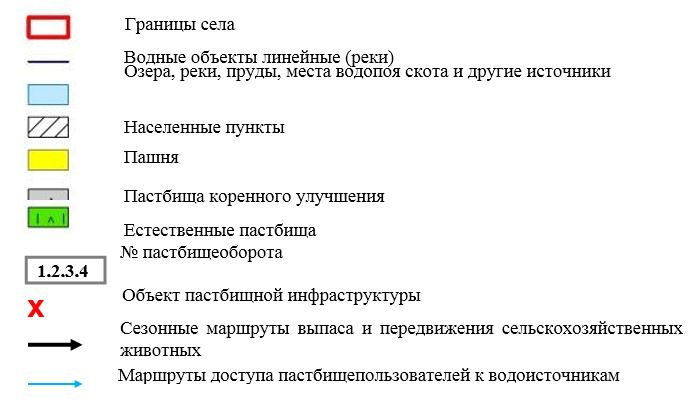 Границы села
Водные объекты линейные (реки)
Озера, реки, пруды, места водопоя скота и другие источники
Населенные пункты
Пашня
Пастбища коренного улучшения
Естественные пастбища
№ пастбищеоборота
1.2.3.4
Объект пастбищной инфраструктуры
X
Сезонные маршруты выпаса и передвижения сельскохозяйственных
животных
Маршруты доступа пастбищепользователей к водоисточникам